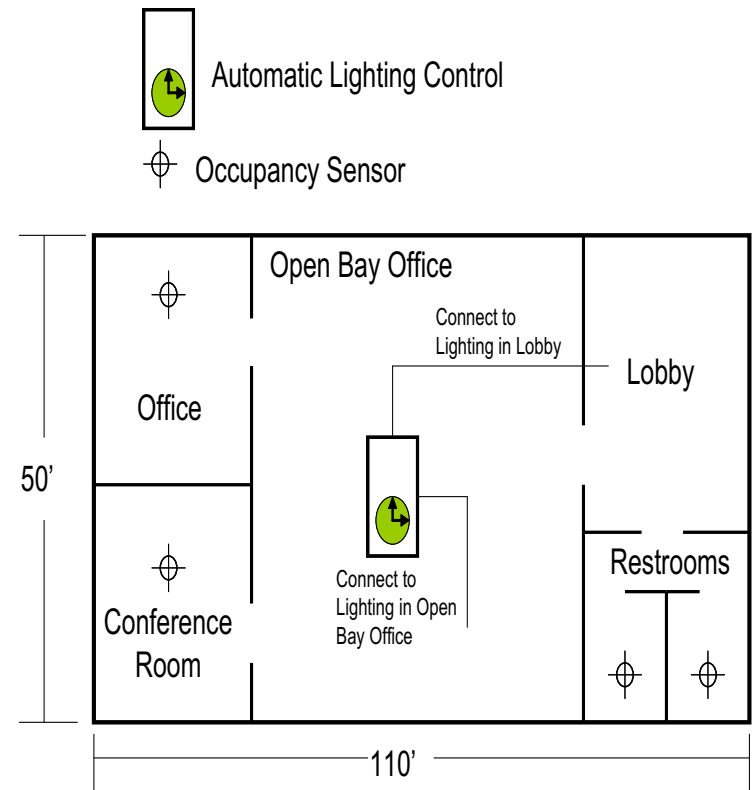 Automatic Lighting Control
Occupancy Sensor
Open Bay Office
Connect to
Lighting in Lobby
Lobby
Office
50’
Connect to
Lighting in Open
Bay Office
Restrooms
Conference
Room
110’